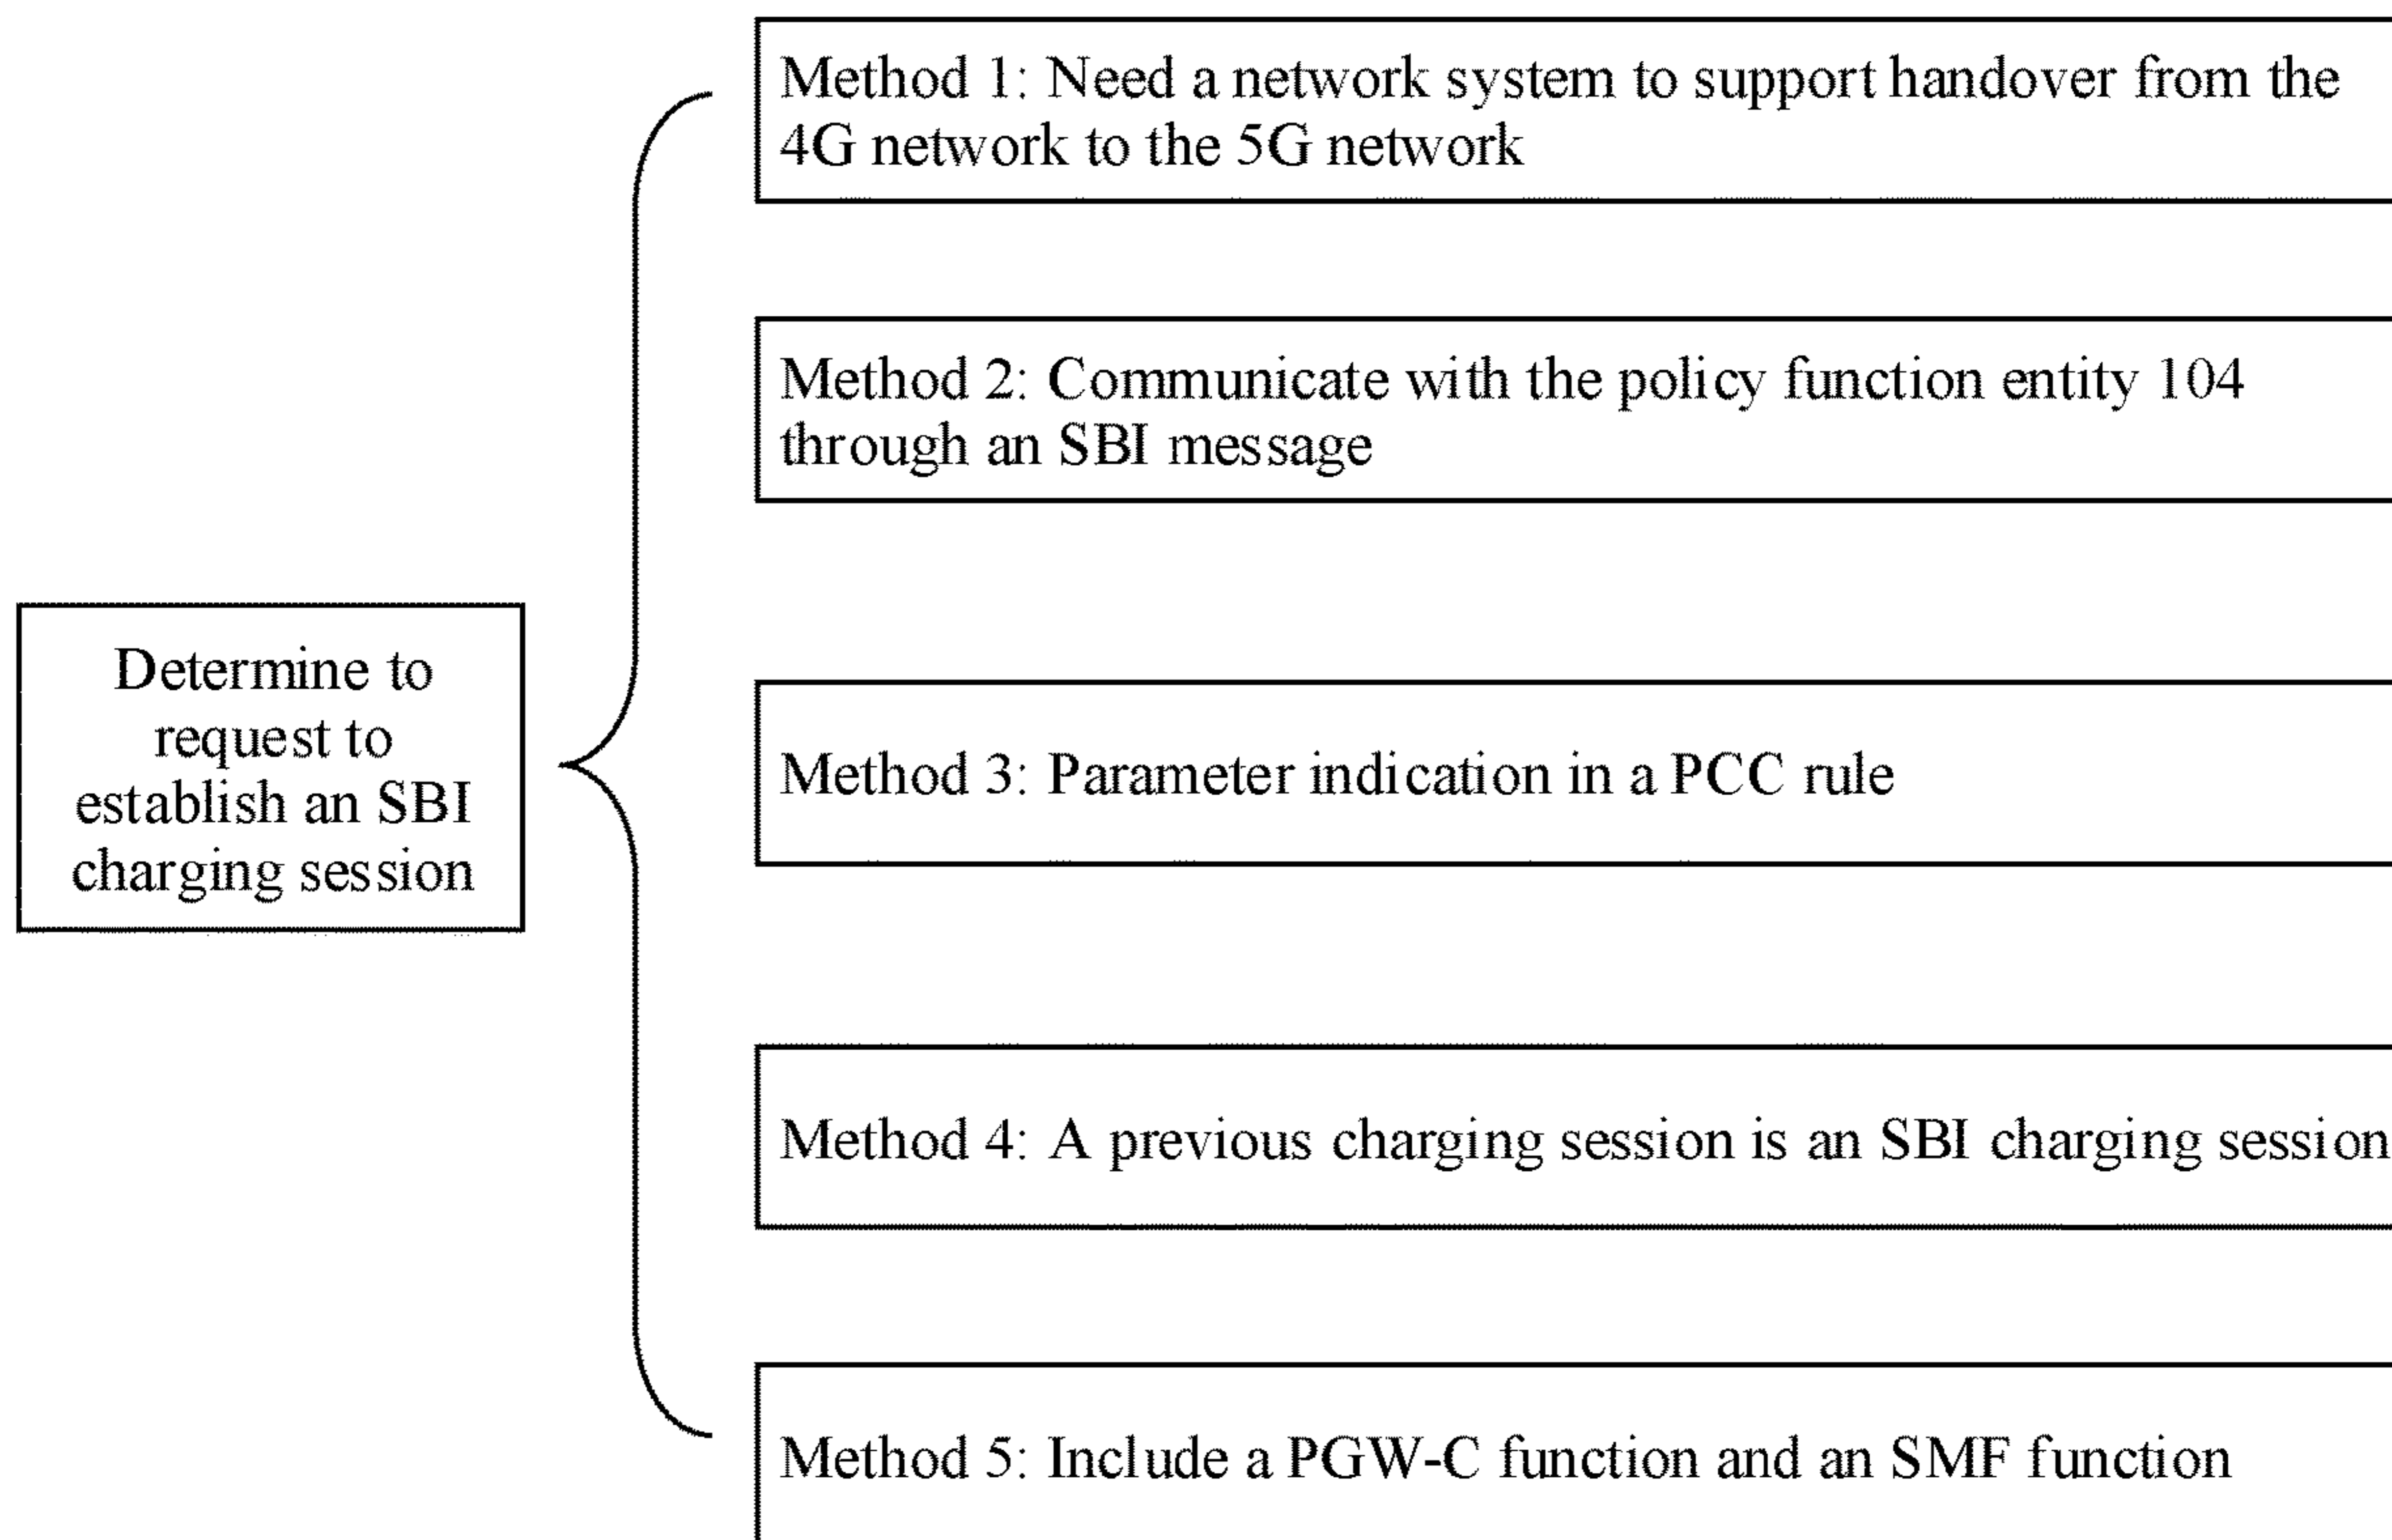 Method 1: Need a network system to support handover from the
4G network to the 5G network
Method 2: Communicate with the policy function entity 104
through an SBI message
Determine to
request to
establish an SBI
charging session
Method 3: Parameter indication in a PCC rule
Method 4: A previous charging session is an SBI charging session
Method 5: Include a PGW-C function and an SMF function